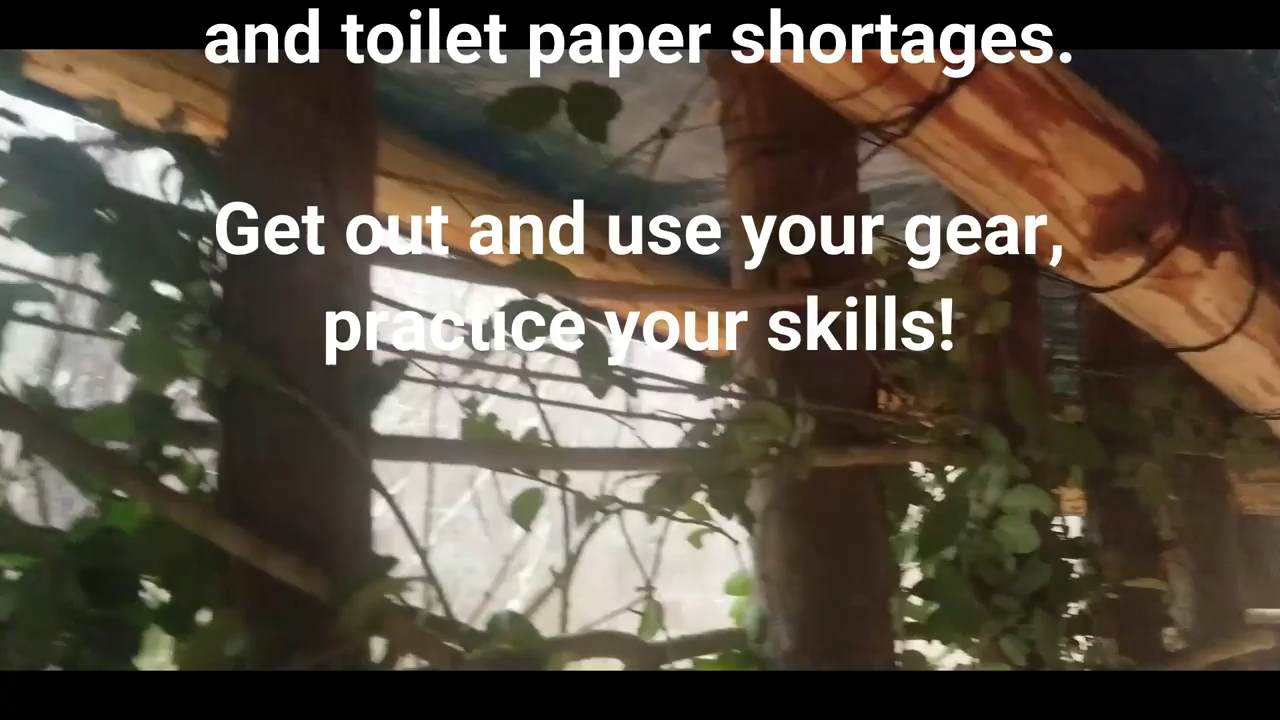 and toilet paper shortages.
Get out and use your gear,
practice your skills!